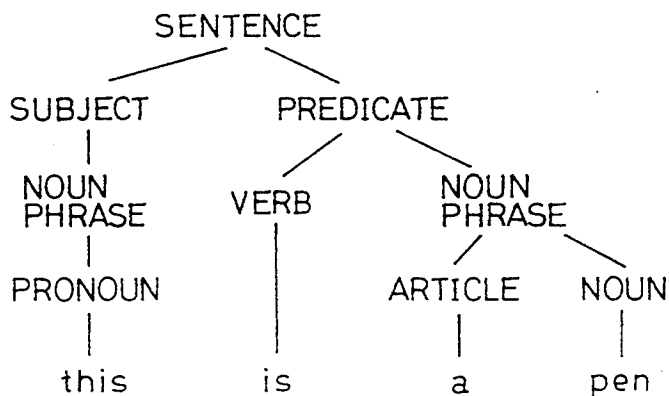 SENTENCE
SUBJECT PREDICATE
NOUN PHRASE VERB NOUN PHRASE
PRONOUN ARTICLE NOUN
this is a pen